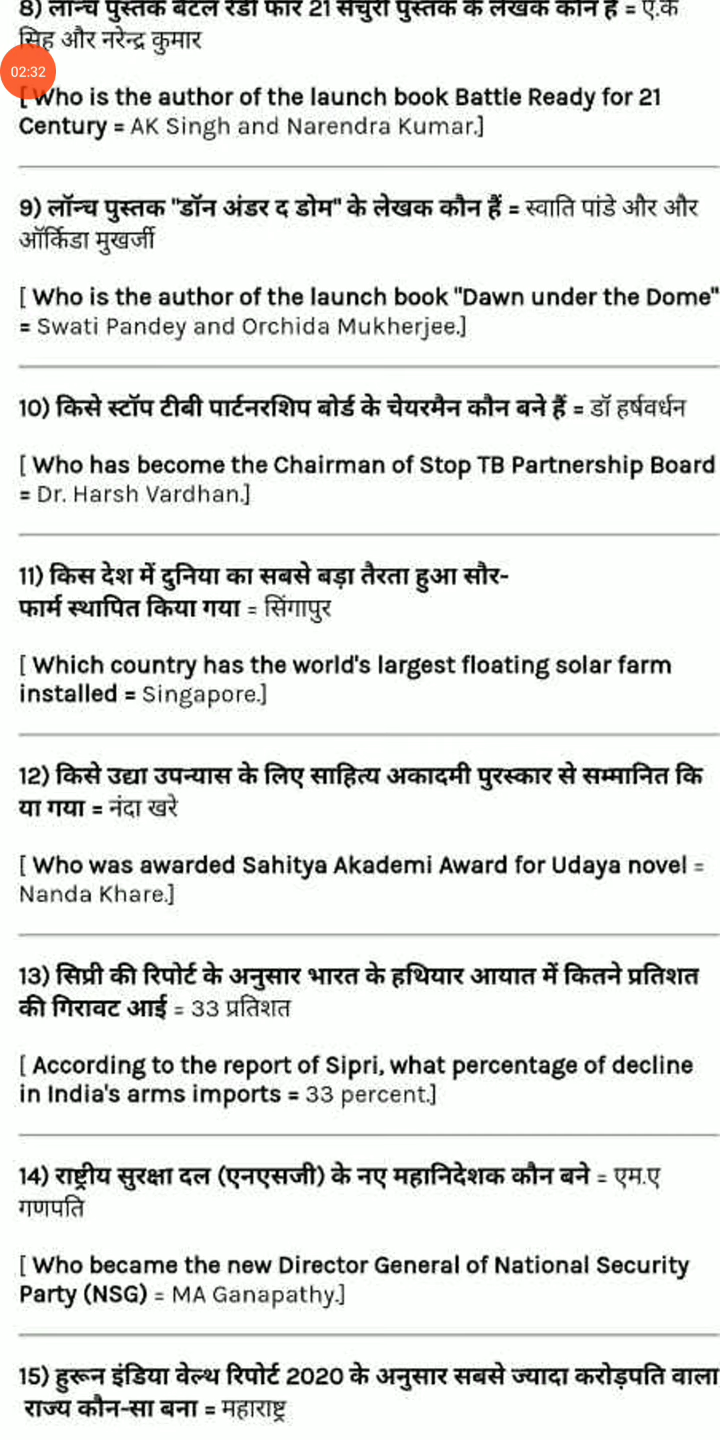 8) लॉन्च पुस्तक बैटल रेडी फॉर 21 सेंचुरी पुस्तक के लेखक कौन हैं = ए.के
सिंह और नरेन्द्र कुमार
02:32
[ Who is the author of the launch book Battle Ready for 21
Century = AK Singh and Narendra Kumar.]
9) लॉन्च पुस्तक "डॉन अंडर द डोम" के लेखक कौन हैं = स्वाति पांडे और और
ऑर्किडा मुखर्जी
[ Who is the author of the launch book "Dawn under the Dome"
= Swati Pandey and Orchida Mukherjee.]
10) किसे स्टॉप टीबी पार्टनरशिप बोर्ड के चेयरमैन कौन बने हैं = डॉ हर्षवर्धन
[ Who has become the Chairman of Stop TB Partnership Board
= Dr. Harsh Vardhan.]
11) किस देश में दुनिया का सबसे बड़ा तैरता हुआ सौर-
फार्म स्थापित किया गया = सिंगापुर
[ Which country has the world's largest floating solar farm
installed = Singapore.]
12) किसे उद्या उपन्यास के लिए साहित्य अकादमी पुरस्कार से सम्मानित कि
या गया = नंदा खरे
[ Who was awarded Sahitya Akademi Award for Udaya novel =
Nanda Khare.]
13) सिप्री की रिपोर्ट के अनुसार भारत के हथियार आयात में कितने प्रतिशत
की गिरावट आई = 33 प्रतिशत
[ According to the report of Sipri, what percentage of decline
in India's arms imports = 33 percent.]
14) राष्ट्रीय सुरक्षा दल (एनएसजी) के नए महानिदेशक कौन बने = एम.ए
गणपति
[ Who became the new Director General of National Security
Party (NSG) = MA Ganapathy.]
15) हुरून इंडिया वेल्थ रिपोर्ट 2020 के अनुसार सबसे ज्यादा करोड़पति वाला
राज्य कौन-सा बना = महाराष्ट्र